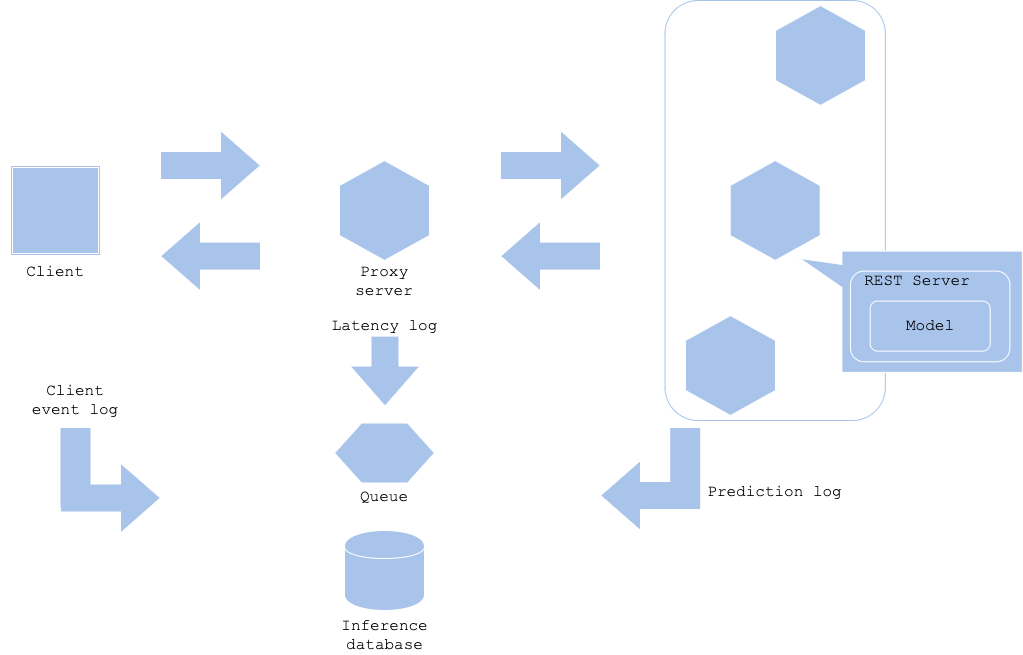 Client
Proxy
server
REST Server
Model
Latency log
Client
event log
Queue
Prediction log
Inference
database